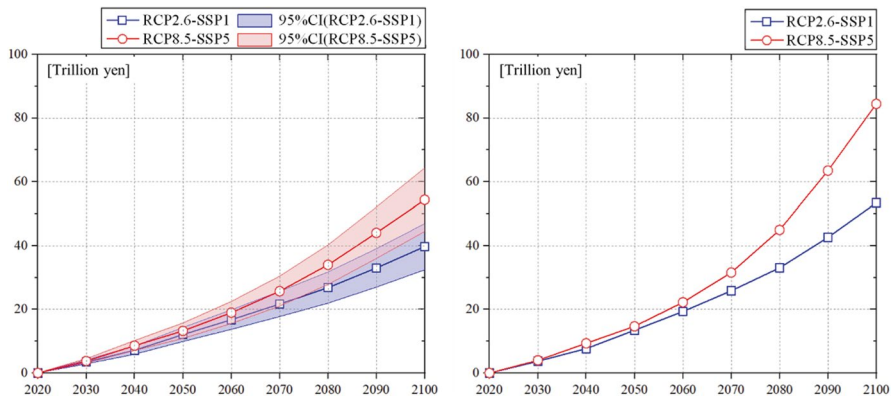 RCP2.6-SSP1 95%CI(RCP2.6-SSP1)
RCP8.5-SSP5 95%CI(RCP8.5-SSP5)
[Trillion yen]
100
80
60
40
20
0
2020 2030 2040 2050 2060 2070 2080 2090 2100
RCP2.6-SSP1
RCP8.5-SSP5
[Trillion yen]
100
80
60
40
20
0
2020 2030 2040 2050 2060 2070 2080 2090 2100